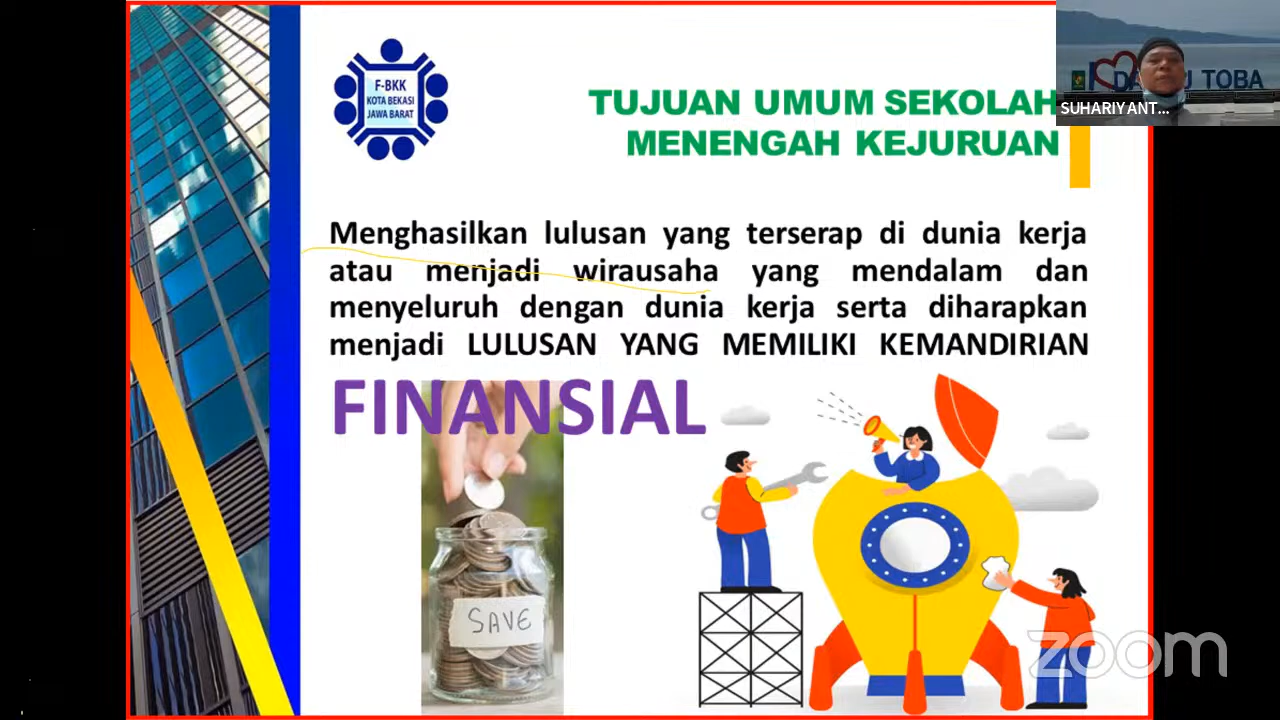 F-BKK
KOTA BEKASI
JAWA BARAT
TUJUAN UMUM SEKOLAH
MENENGAH KEJURUAN
TOBA
SUHARIYANT...
Menghasilkan lulusan yang terserap di dunia kerja
atau menjadi wirausaha yang mendalam dan
menyeluruh dengan dunia kerja serta diharapkan
menjadi LULUSAN YANG MEMILIKI KEMANDIRIAN
FINANSIAL
SAVE
zoom